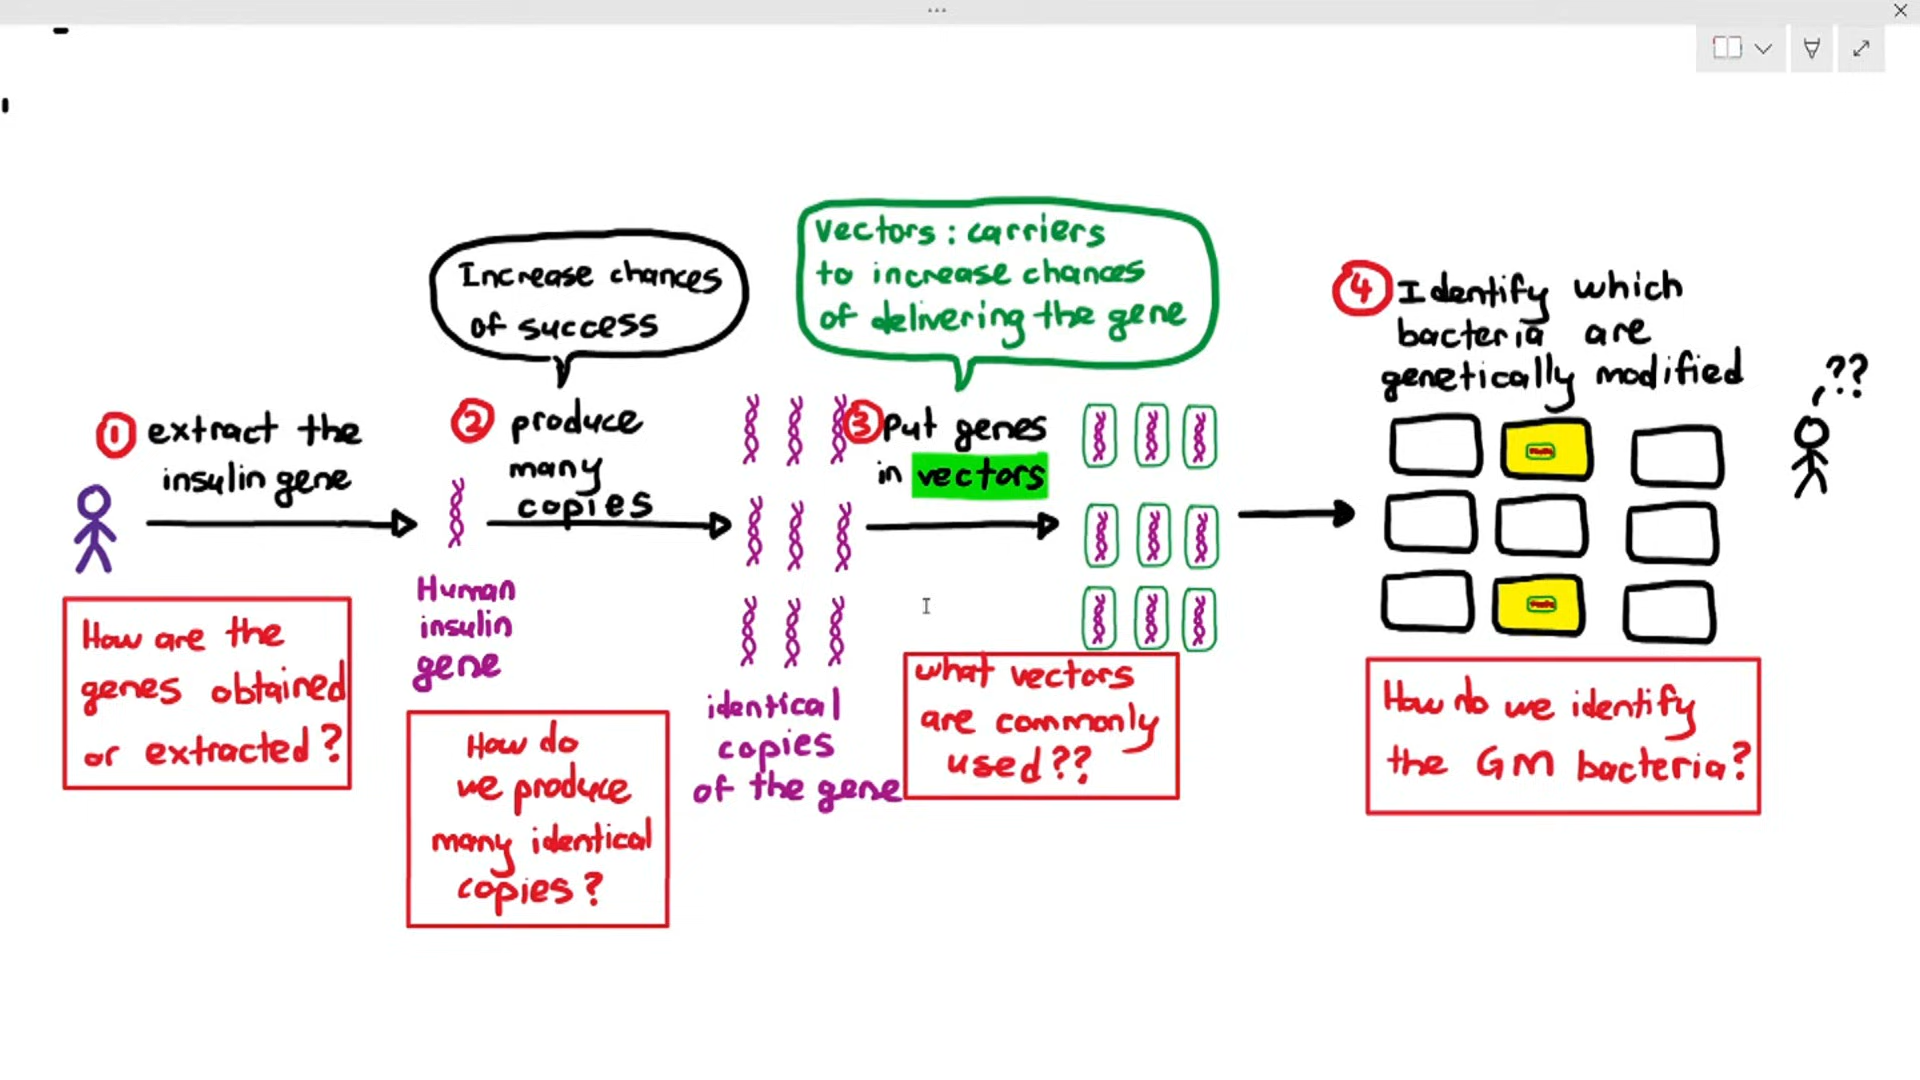 Increase chances
of success
vectors : carriers
to increase chances
of delivering the gene
① extract the
insulin gene
② produce
many
copies
③ Put genes
in vectors
④ Identify which
bacteria are
genetically modified
??
Human
insulin
gene
identical
copies
of the gene
How are the
genes obtained
or extracted?
How do
we produce
many identical
copies?
what vectors
are commonly
used??
How do we identify
the GM bacteria?